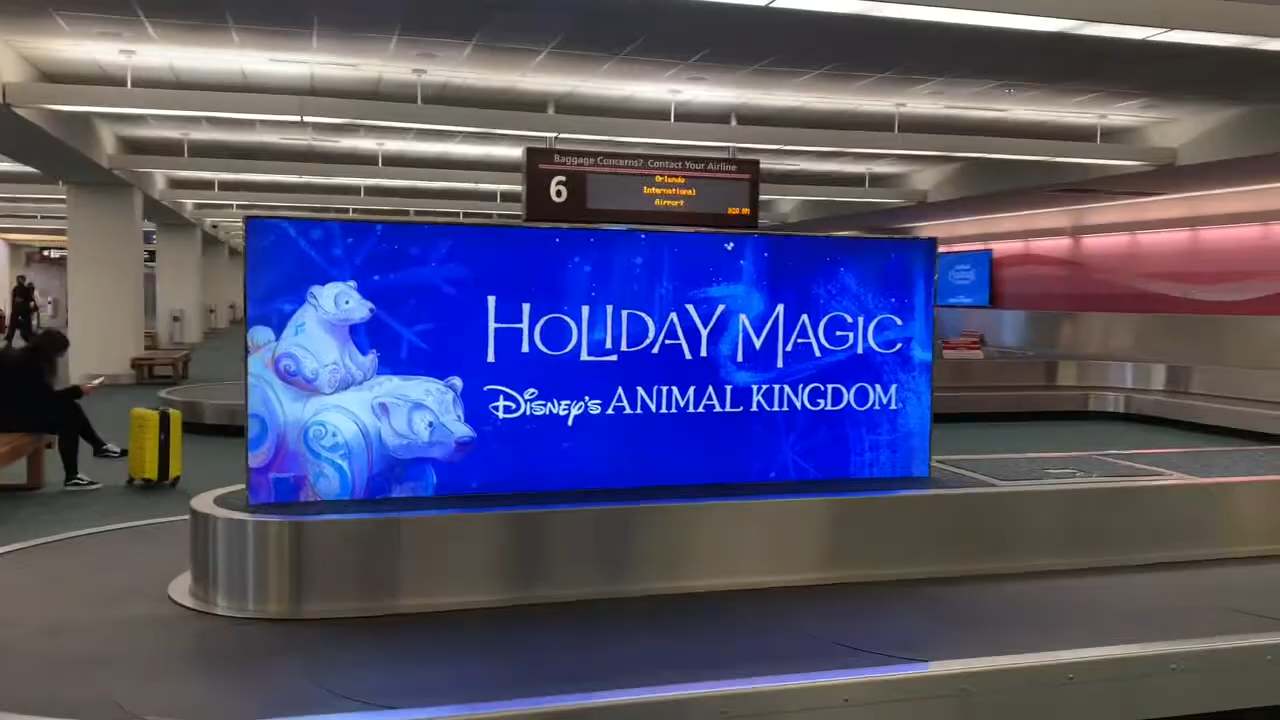 Baggage Concerns? Contact Your Airline
6
Orlando
International
Airport
HOLIDAY MAGIC
DISNEY'S ANIMAL KINGDOM